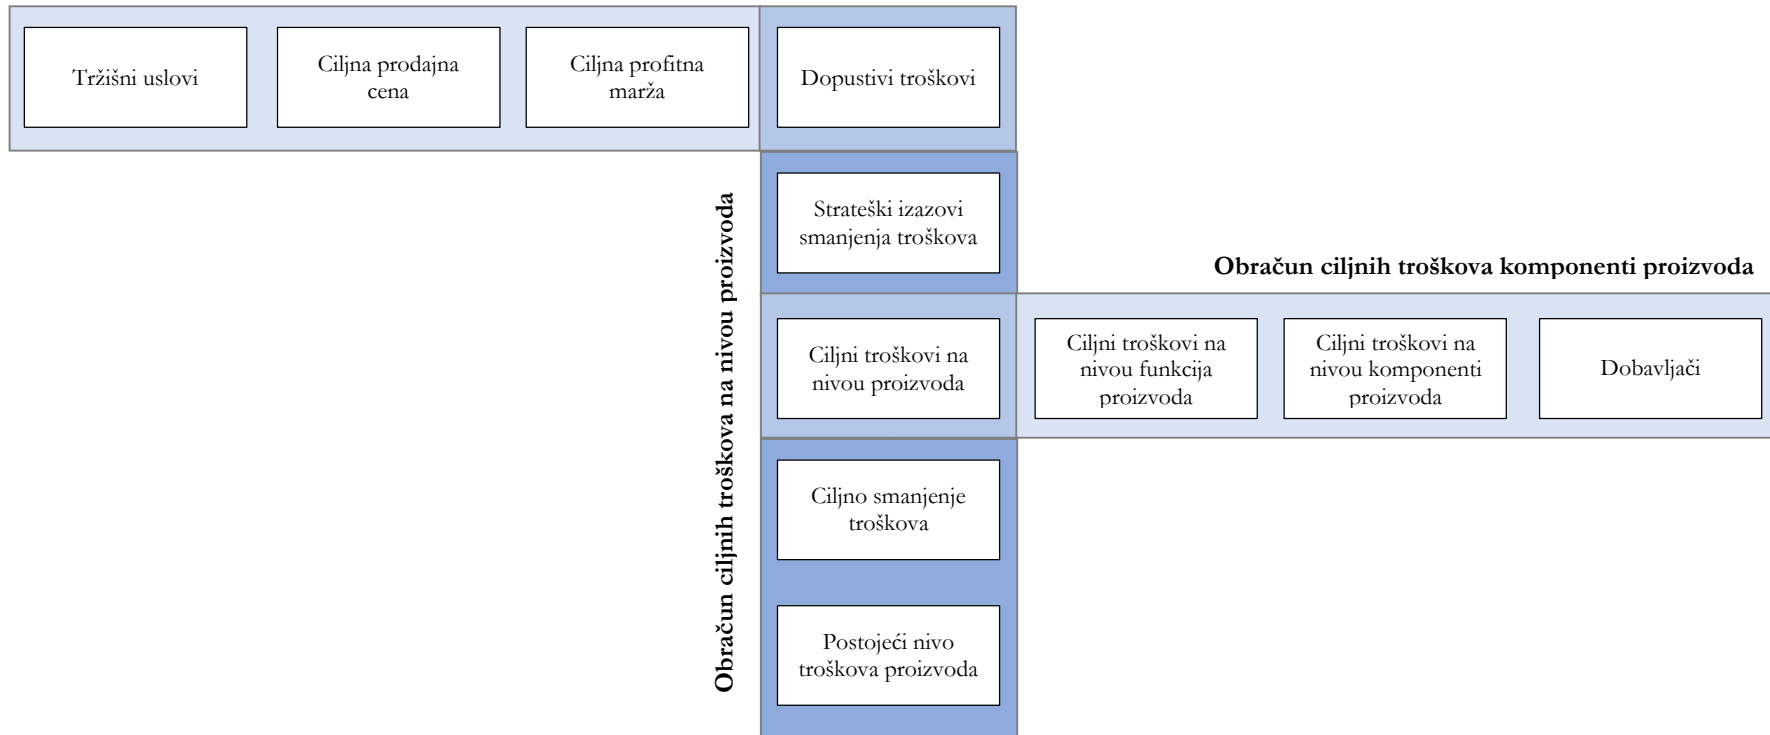 Tržišni uslovi
Ciljna prodajna
cena
Ciljna profitna
marža
Dopustivi troškovi
Obračun ciljnih troškova na nivou proizvoda
Strateški izazovi
smanjenja troškova
Obračun ciljnih troškova komponenti proizvoda
Ciljni troškovi na
nivou proizvoda
Ciljni troškovi na
nivou funkcija
proizvoda
Ciljni troškovi na
nivou komponenti
proizvoda
Dobavljači
Ciljno smanjenje
troškova
Postojeći nivo
troškova proizvoda